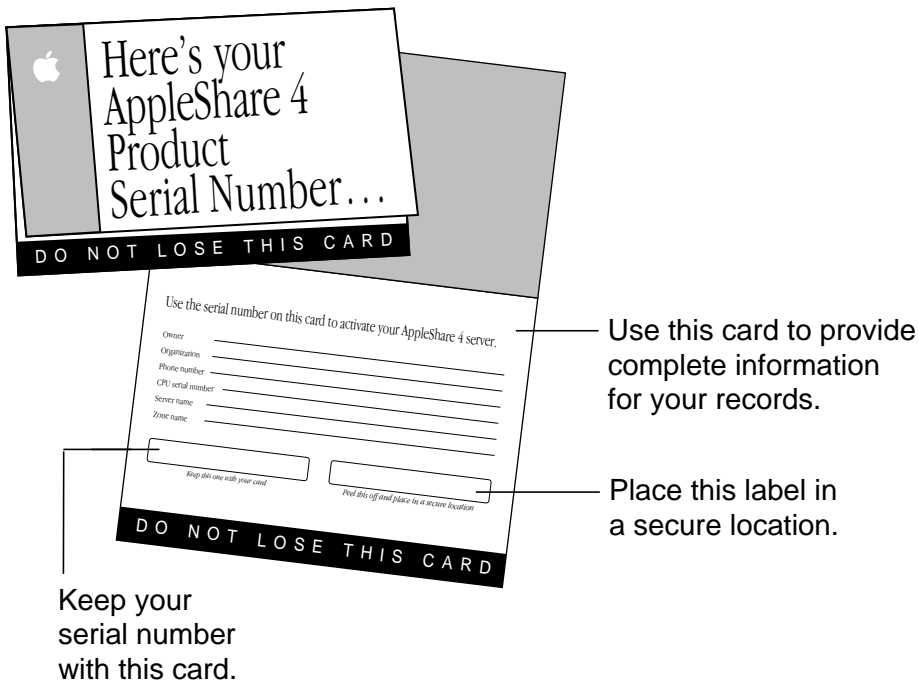 Here’s your
AppleShare 4
Product
Serial Number…
DO NOT LOSE THIS CARD
Use the serial number on this card to activate your AppleShare 4 server.
Owner
Organization
Phone number
CPU serial number
Server name
Zone name
Keep this one with your card
Peel this off and place in a secure location
DO NOT LOSE THIS CARD
Use this card to provide
complete information
for your records.
Place this label in
a secure location.
Keep your
serial number
with this card.